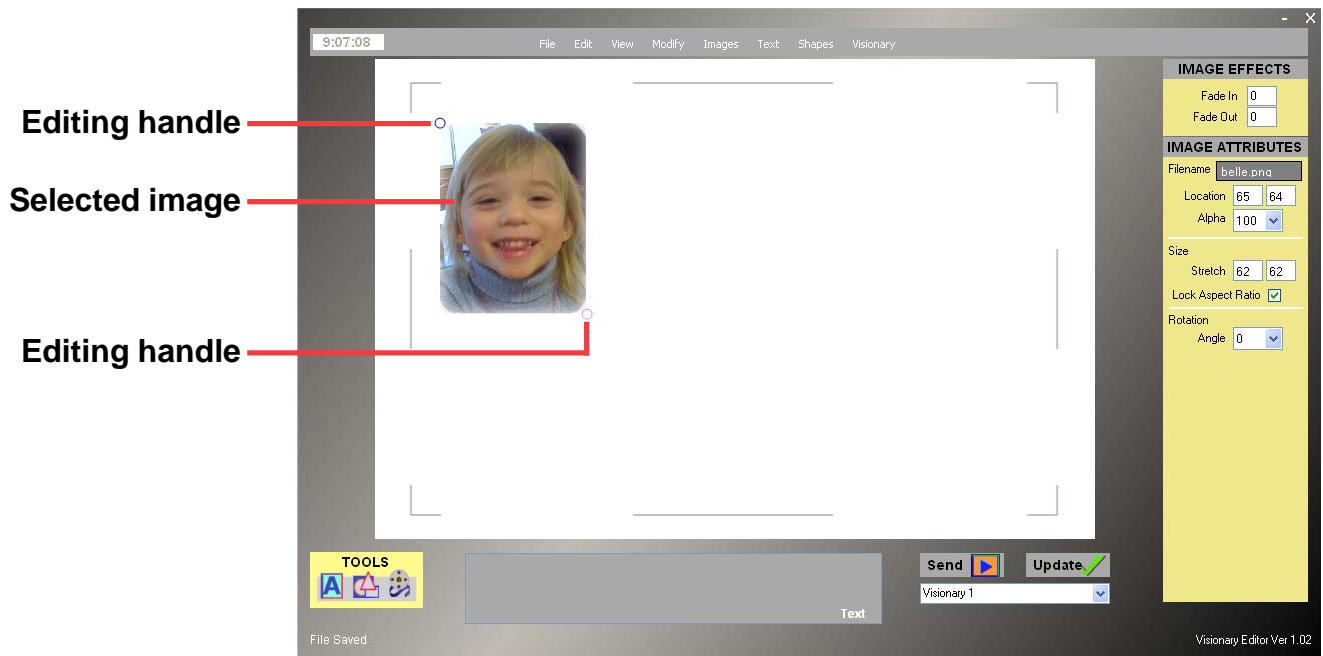 - X
9:07:08
File Edit View Modify Images Text Shapes Visionary
Editing handle
Selected image
Editing handle
IMAGE EFFECTS
Fade In 0
Fade Out 0
IMAGE ATTRIBUTES
Filename belle.png
Location 65 64
Alpha 100
Size
Stretch 62 62
Lock Aspect Ratio
Rotation
Angle 0
TOOLS
A
Text
Send
Update
Visionary 1
File Saved
Visionary Editor Ver 1.02